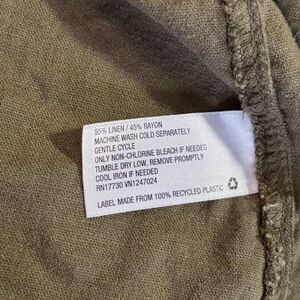 55% LINEN / 45% RAYON
MACHINE WASH COLD SEPARATELY
GENTLE CYCLE
ONLY NON-CHLORINE BLEACH IF NEEDED
TUMBLE DRY LOW, REMOVE PROMPTLY
COOL IRON IF NEEDED
RN17730 VN1247024
LABEL MADE FROM 100% RECYCLED PLASTIC